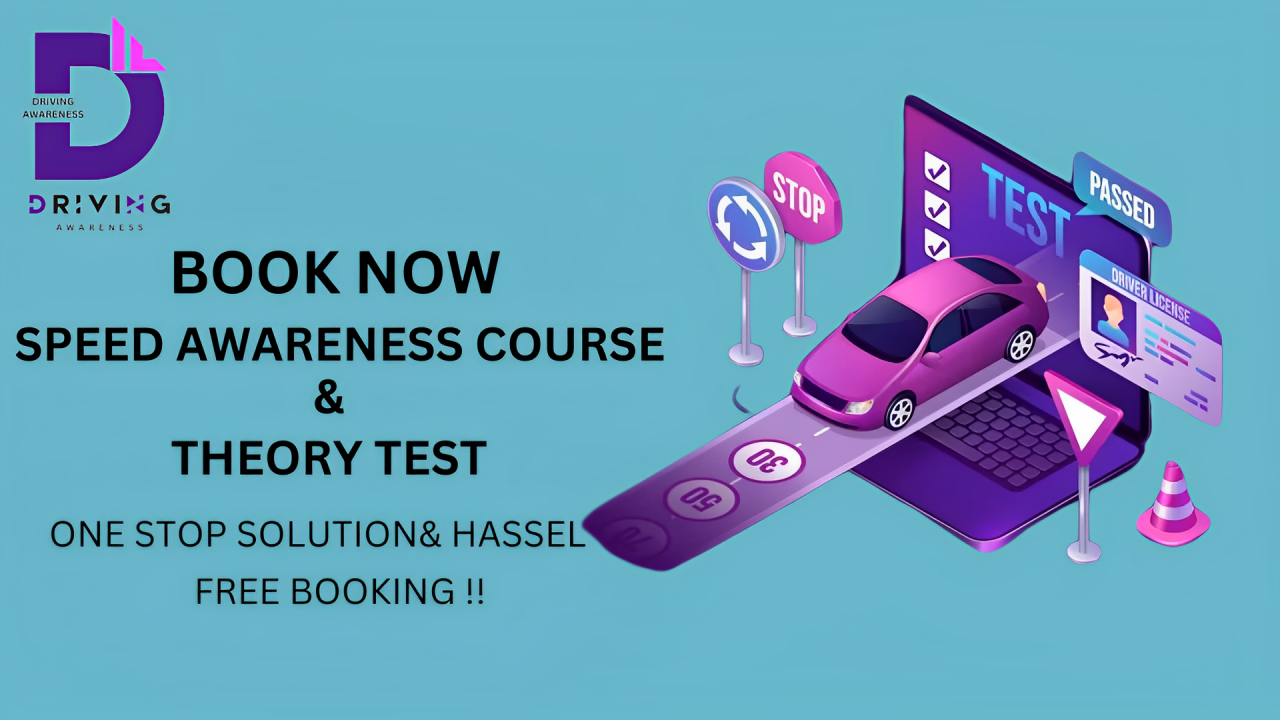 DRIVING
AWARENESS
DRIVING
AWARENESS
BOOK NOW
SPEED AWARENESS COURSE
&
THEORY TEST
ONE STOP SOLUTION& HASSEL
FREE BOOKING !!
STOP
TEST
PASSED
DRIVER LICENSE
30
50
70